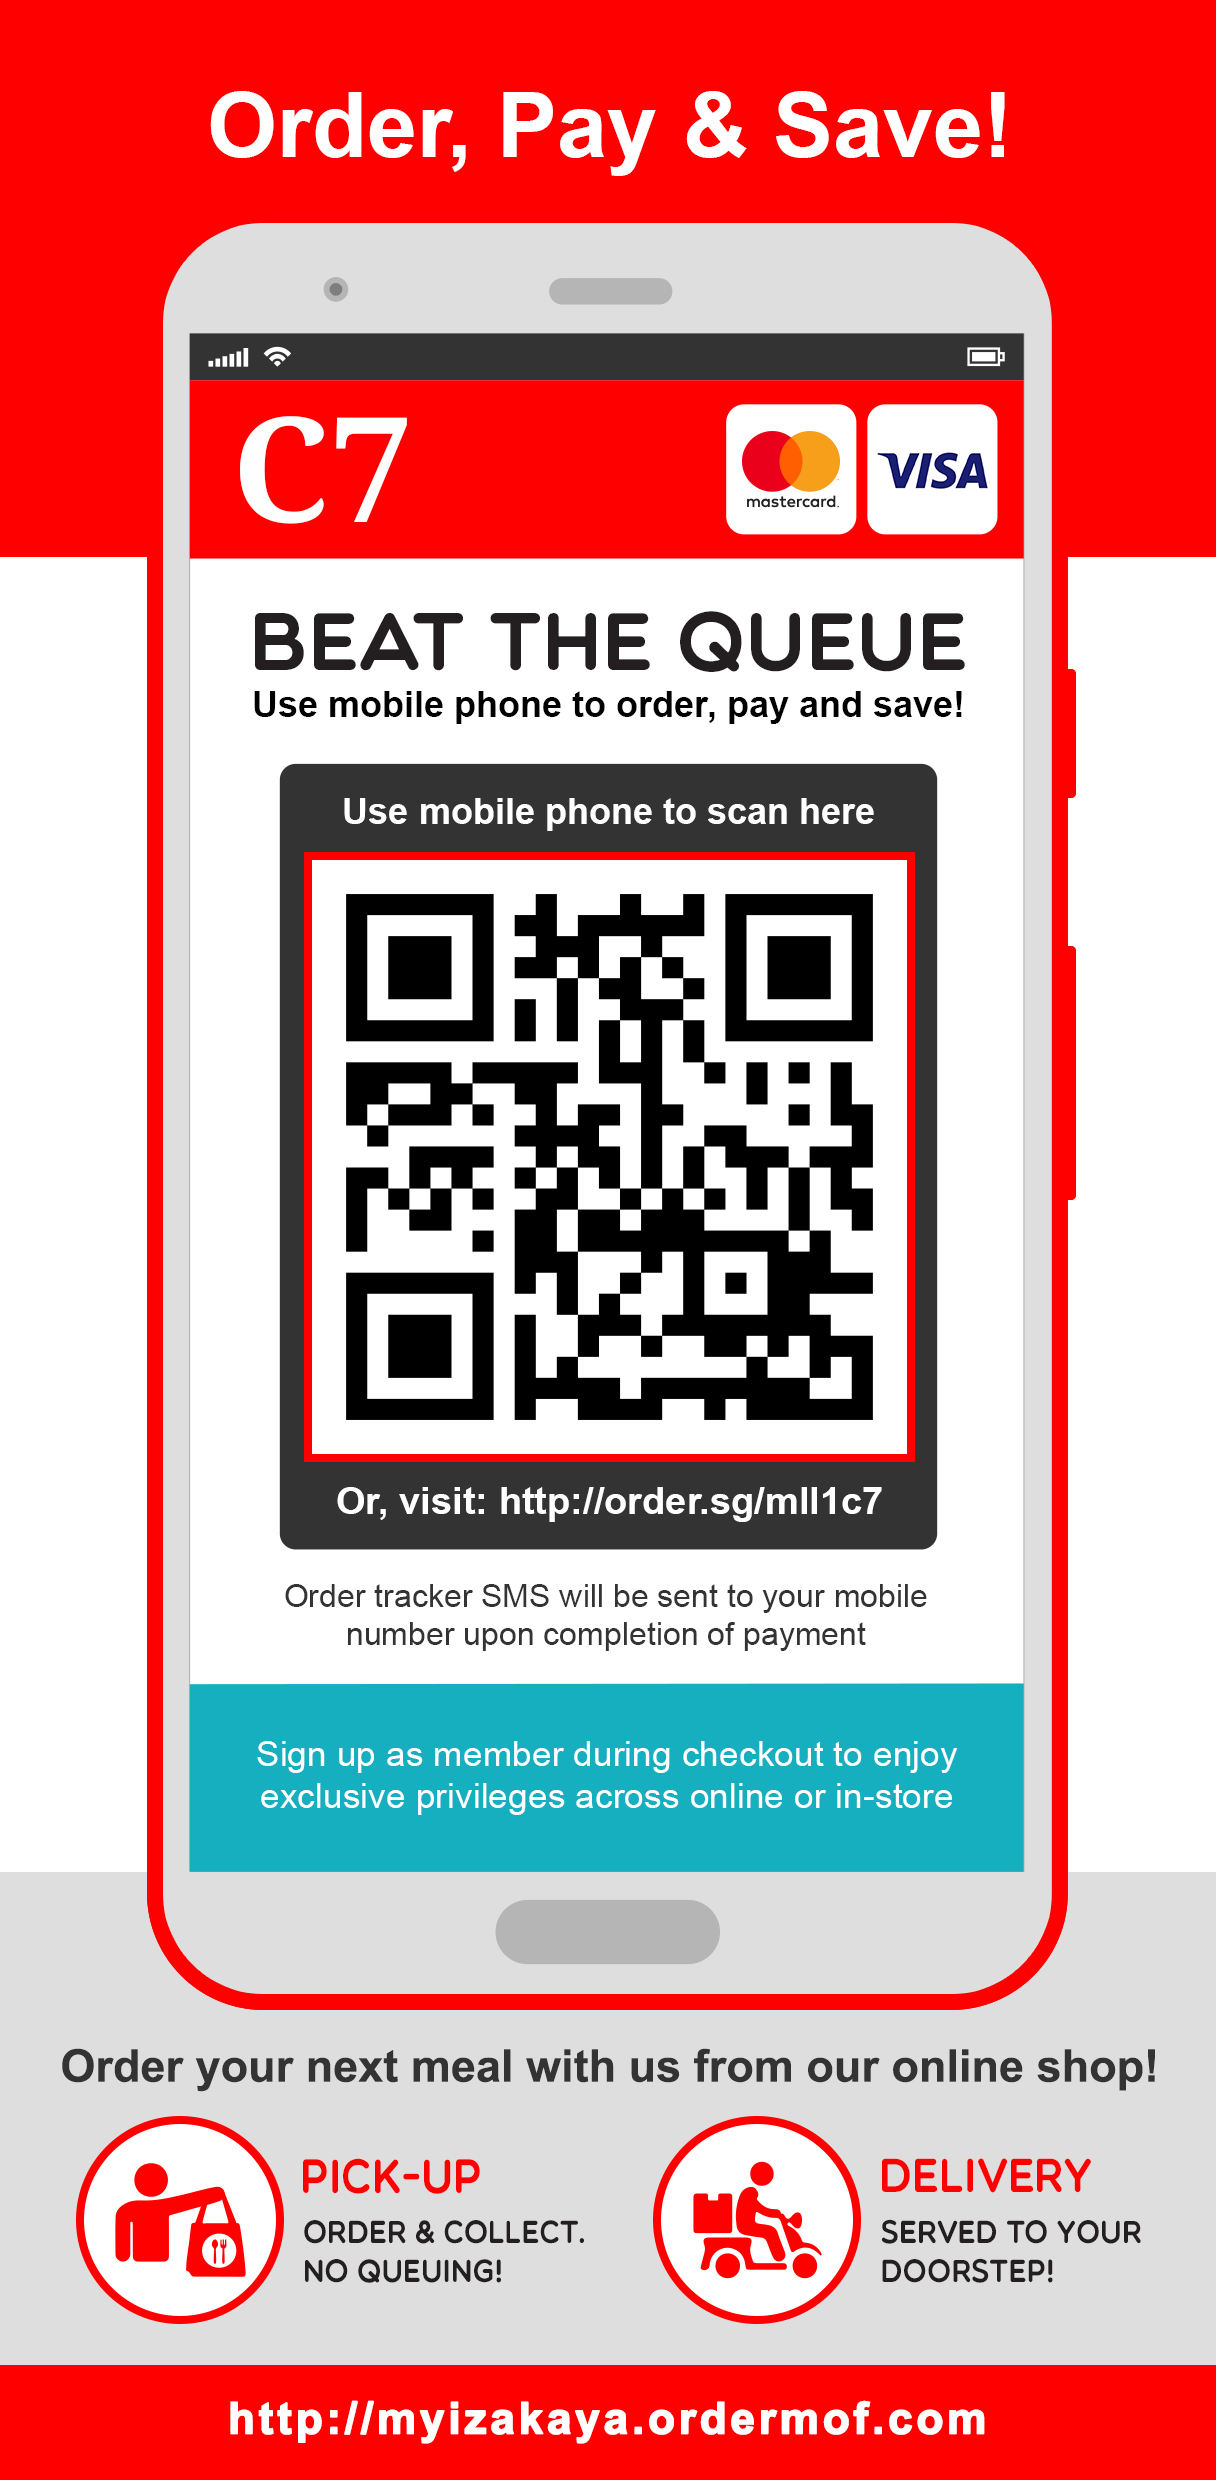 Order, Pay & Save!
C7
mastercard.
VISA
BEAT THE QUEUE
Use mobile phone to order, pay and save!
Use mobile phone to scan here
Or, visit: http://order.sg/mll1c7
Order tracker SMS will be sent to your mobile
number upon completion of payment
Sign up as member during checkout to enjoy
exclusive privileges across online or in-store
Order your next meal with us from our online shop!
PICK-UP
ORDER & COLLECT.
NO QUEUING!
DELIVERY
SERVED TO YOUR
DOORSTEP!
http://myizakaya.ordermof.com